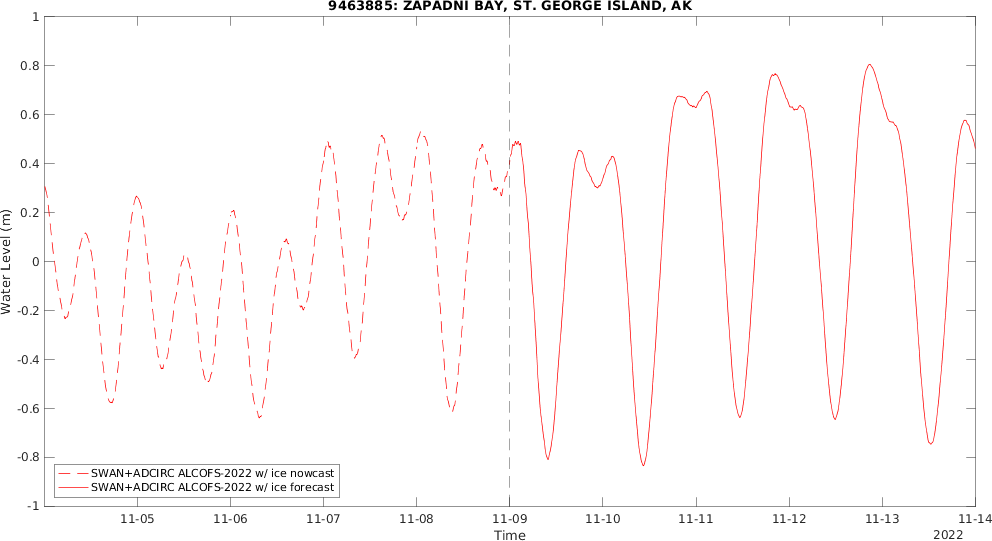 9463885: ZAPADNI BAY, ST. GEORGE ISLAND, AK
1
0.8
0.6
0.4
0.2
0
-0.2
-0.4
-0.6
-0.8
-1
Water Level (m)
SWAN+ADCIRC ALCOFS-2022 w/ ice nowcast
SWAN+ADCIRC ALCOFS-2022 w/ ice forecast
11-05 11-06 11-07 11-08 11-09 11-10 11-11 11-12 11-13 11-14
Time
2022